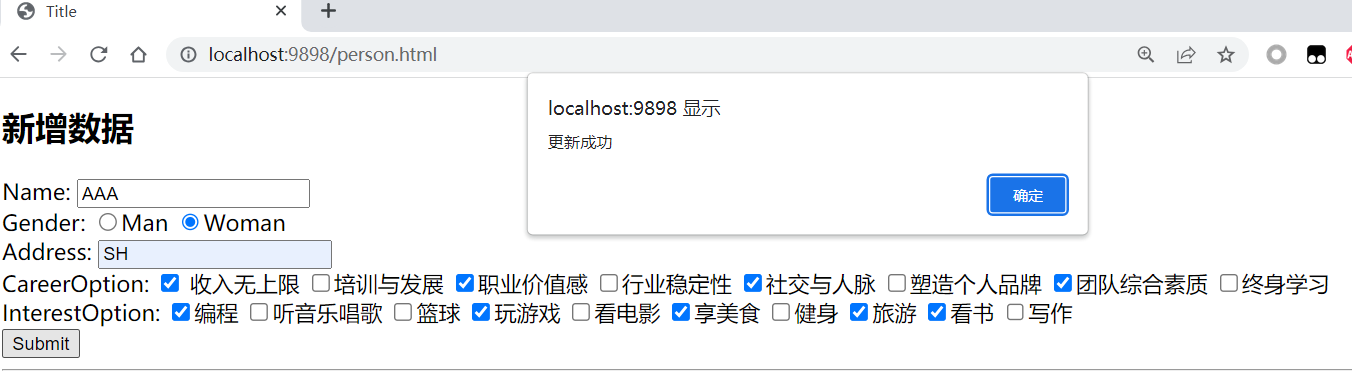 Title
localhost:9898/person.html
localhost:9898 显示
更新成功
确定
新增数据
Name: AAA
Gender: Man Woman
Address: SH
CareerOption: 收入无上限 培训与发展 职业价值感 行业稳定性 社交与人脉 塑造个人品牌 团队综合素质 终身学习
InterestOption: 编程 听音乐唱歌 篮球 玩游戏 看电影 享美食 健身 旅游 看书 写作
Submit